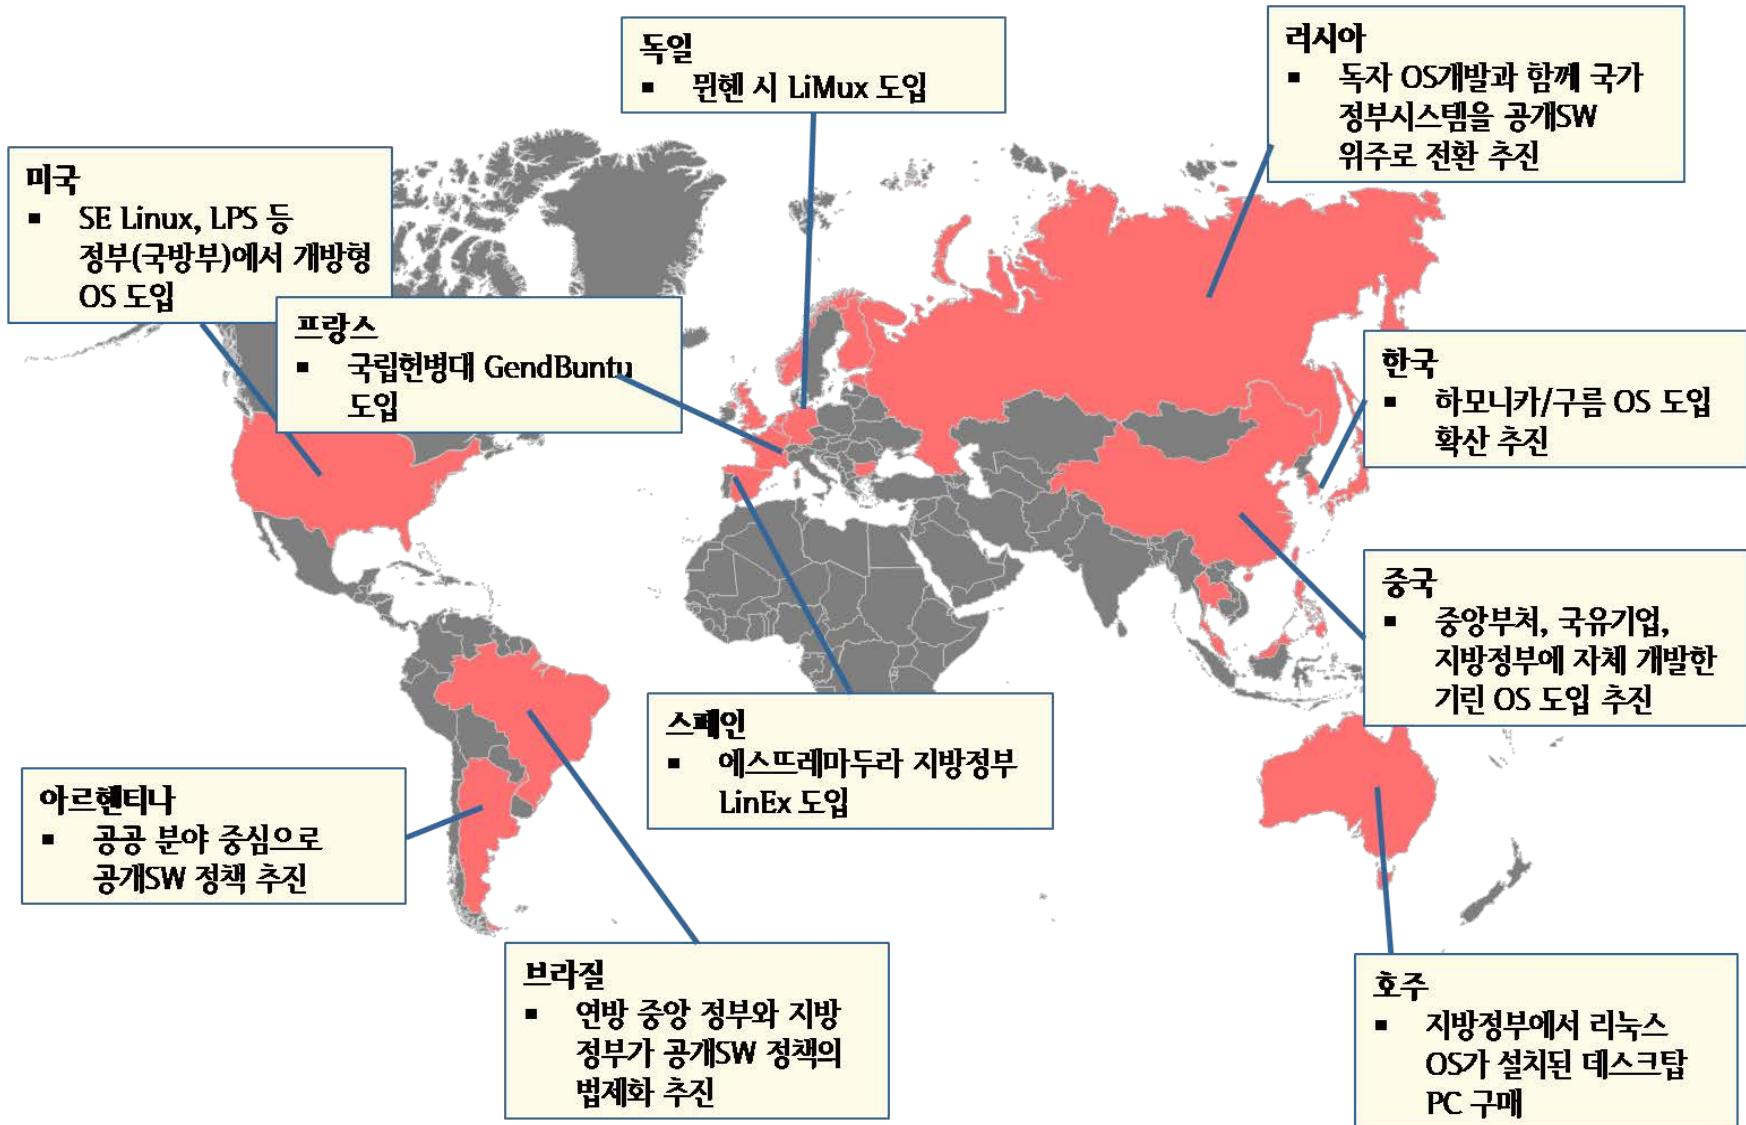 독일
▪ 뮌헨 시 LiMux 도입
러시아
▪ 독자 OS개발과 함께 국가
정부시스템을 공개SW
위주로 전환 추진
미국
▪ SE Linux, LPS 등
정부(국방부)에서 개방형
OS 도입
프랑스
▪ 국립헌병대 GendBuntu
도입
한국
▪ 하모니카/구름 OS 도입
확산 추진
중국
▪ 중앙부처, 국유기업,
지방정부에 자체 개발한
기린 OS 도입 추진
스페인
▪ 에스뜨레마두라 지방정부
LinEx 도입
아르헨티나
▪ 공공 분야 중심으로
공개SW 정책 추진
브라질
▪ 연방 중앙 정부와 지방
정부가 공개SW 정책의
법제화 추진
호주
▪ 지방정부에서 리눅스
OS가 설치된 데스크탑
PC 구매